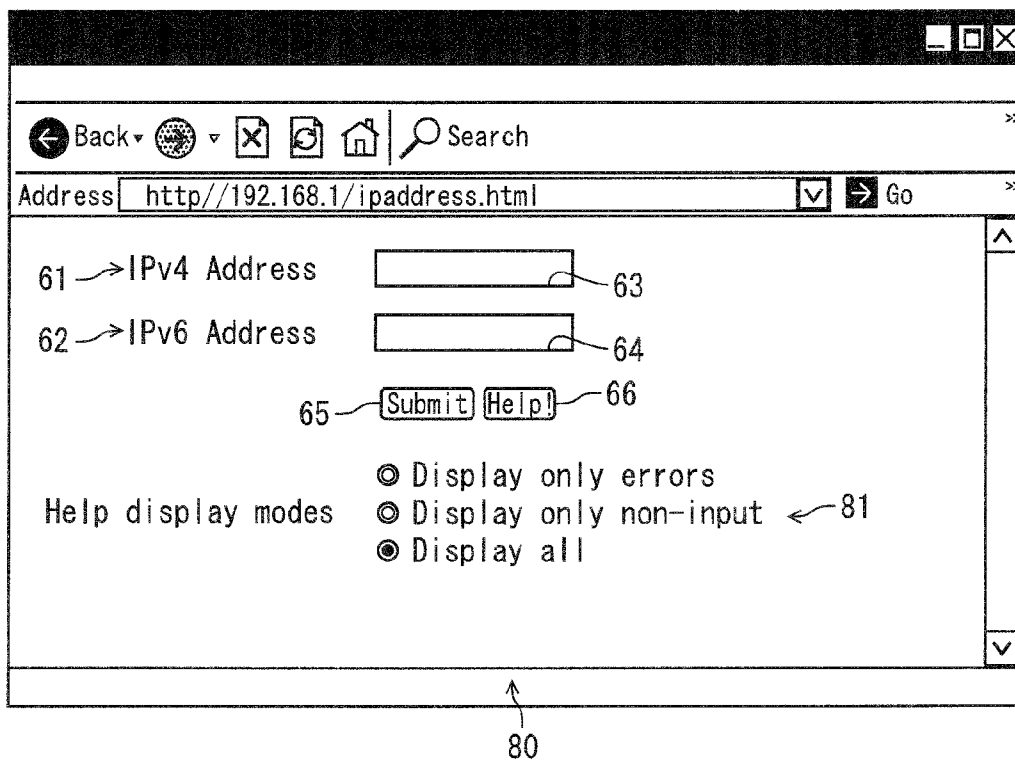 Back Search
Address http//192.168.1/ipaddress.html Go
61 IPv4 Address 63
62 IPv6 Address 64
65 Submit Help! 66
Display only errors
Help display modes Display only non-input 81
Display all
80